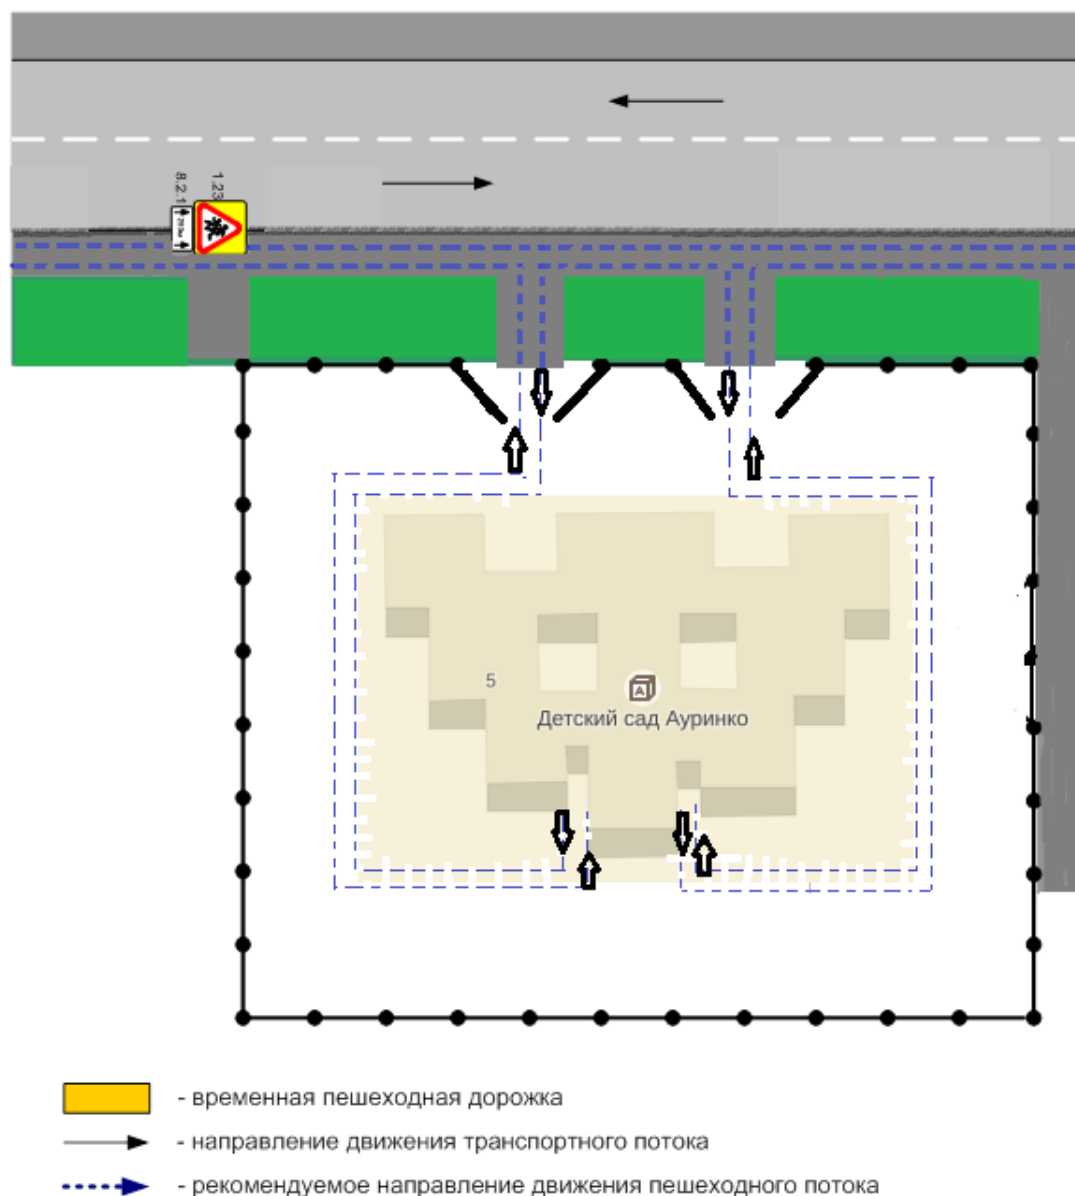 1.23
8.2.1
5
А
Детский сад Ауринко
- временная пешеходная дорожка
- направление движения транспортного потока
- рекомендуемое направление движения пешеходного потока